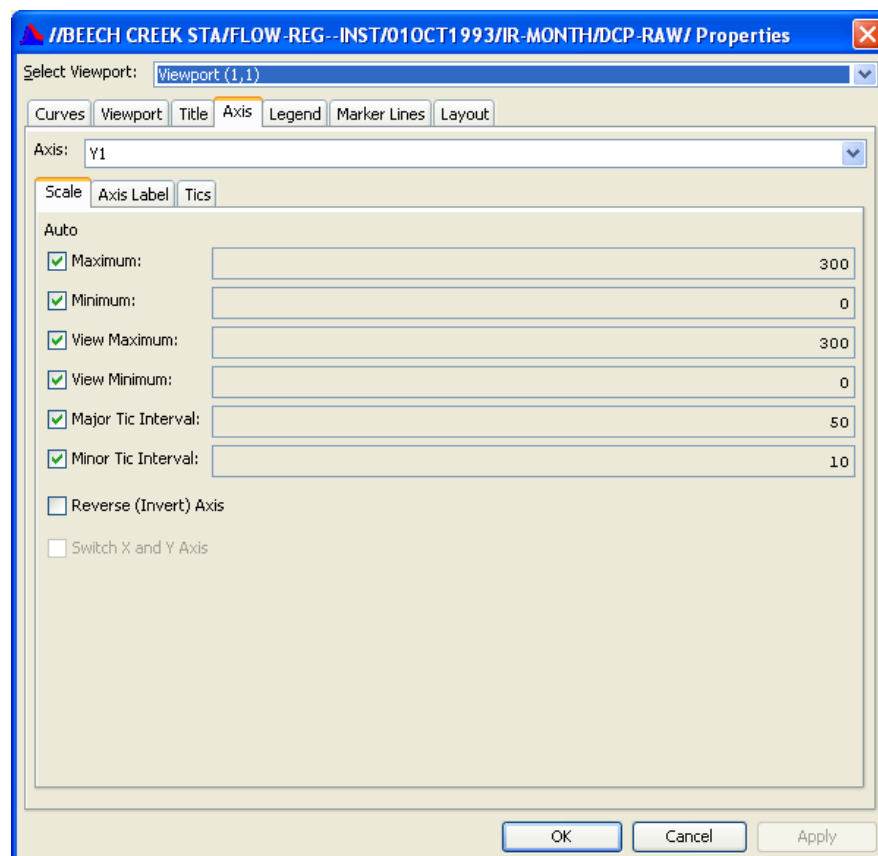 //BEECH CREEK STA/FLOW-REG--INST/01OCT1993/IR-MONTH/DCP-RAW/ Properties
Select Viewport: Viewport (1,1)
Curves Viewport Title Axis Legend Marker Lines Layout
Axis: Y1
Scale Axis Label Tics
Auto
Maximum: 300
Minimum: 0
View Maximum: 300
View Minimum: 0
Major Tic Interval: 50
Minor Tic Interval: 10
Reverse (Invert) Axis
Switch X and Y Axis
OK Cancel Apply